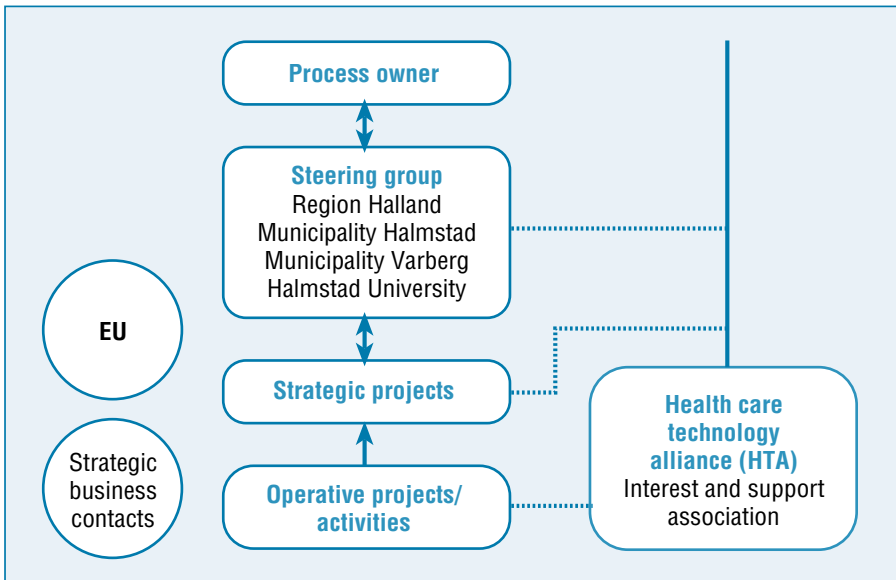 Process owner
Steering group
Region Halland
Municipality Halmstad
Municipality Varberg
Halmstad University
EU
Strategic projects
Health care
technology
alliance (HTA)
Interest and support
association
Strategic
business
contacts
Operative projects/
activities